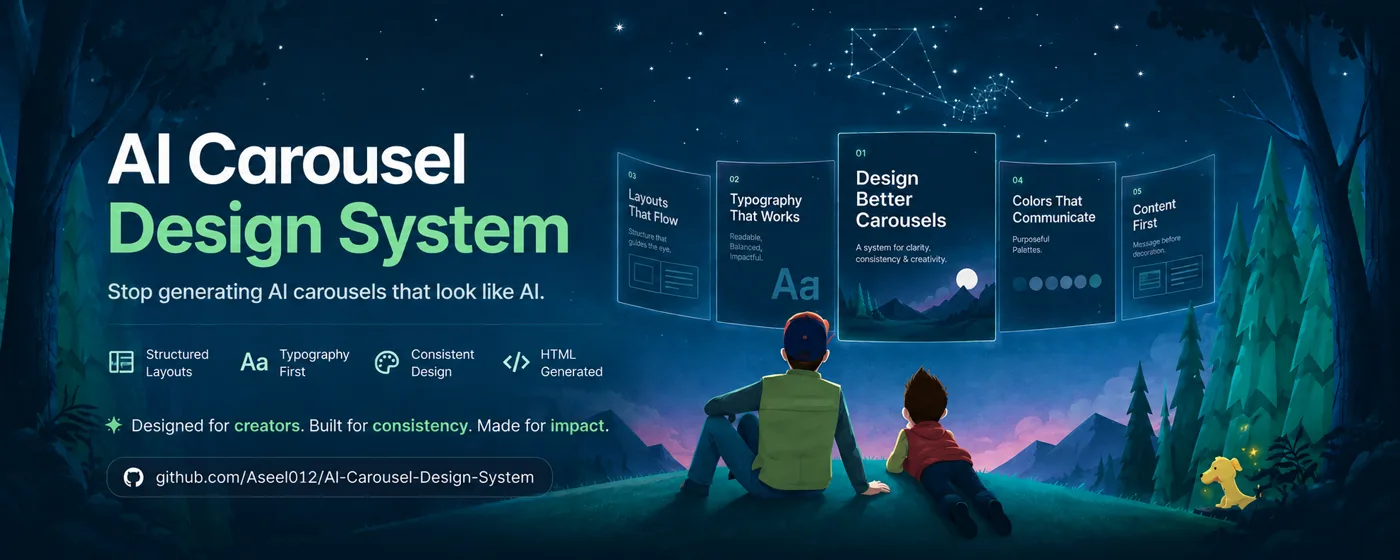 AI Carousel
Design System
Stop generating AI carousels that look like AI.
Structured
Layouts
Aa
Typography
First
Consistent
Design
</>
HTML
Generated
Designed for creators. Built for consistency. Made for impact.
github.com/Aseel012/AI-Carousel-Design-System
03
Layouts
That Flow
Structure that
guides the eye.
02
Typography
That Works
Readable,
Balanced,
Impactful.
Aa
01
Design
Better
Carousels
A system for clarity,
consistency & creativity.
04
Colors That
Communicate
Purposeful
Palettes.
05
Content
First
Message before
decoration.